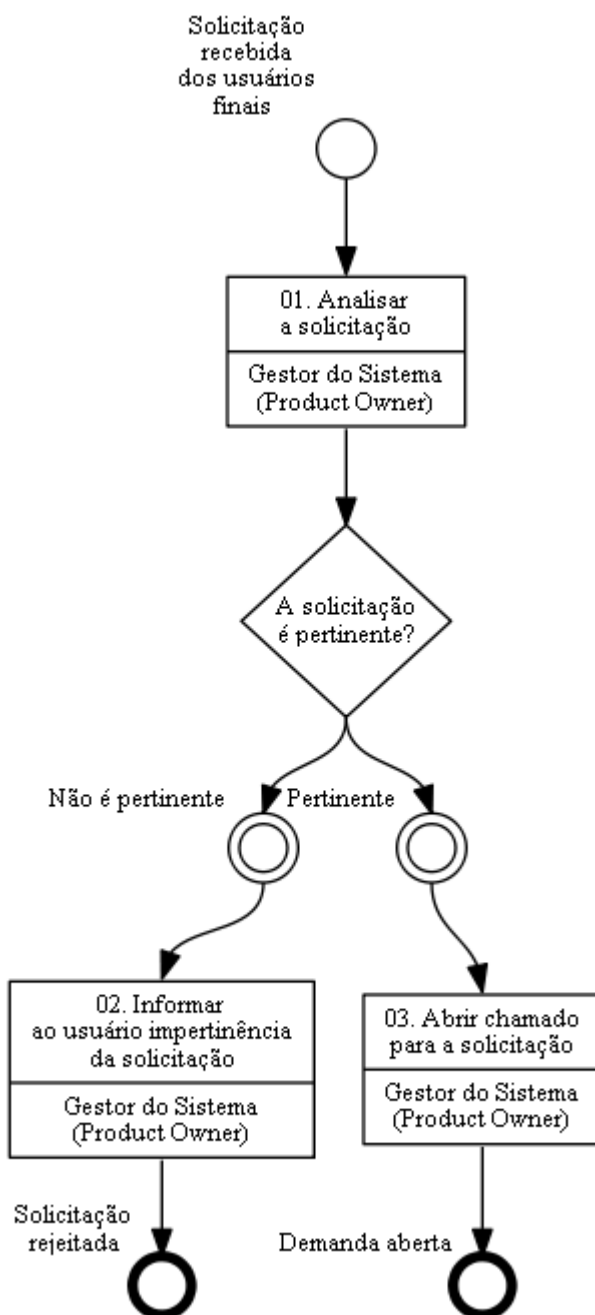 Solicitação
recebida
dos usuários
finais
01. Analisar
a solicitação
Gestor do Sistema
(Product Owner)
A solicitação
é pertinente?
Não é pertinente
Pertinente
02. Informar
ao usuário impertinência
da solicitação
Gestor do Sistema
(Product Owner)
03. Abrir chamado
para a solicitação
Gestor do Sistema
(Product Owner)
Solicitação
rejeitada
Demanda aberta